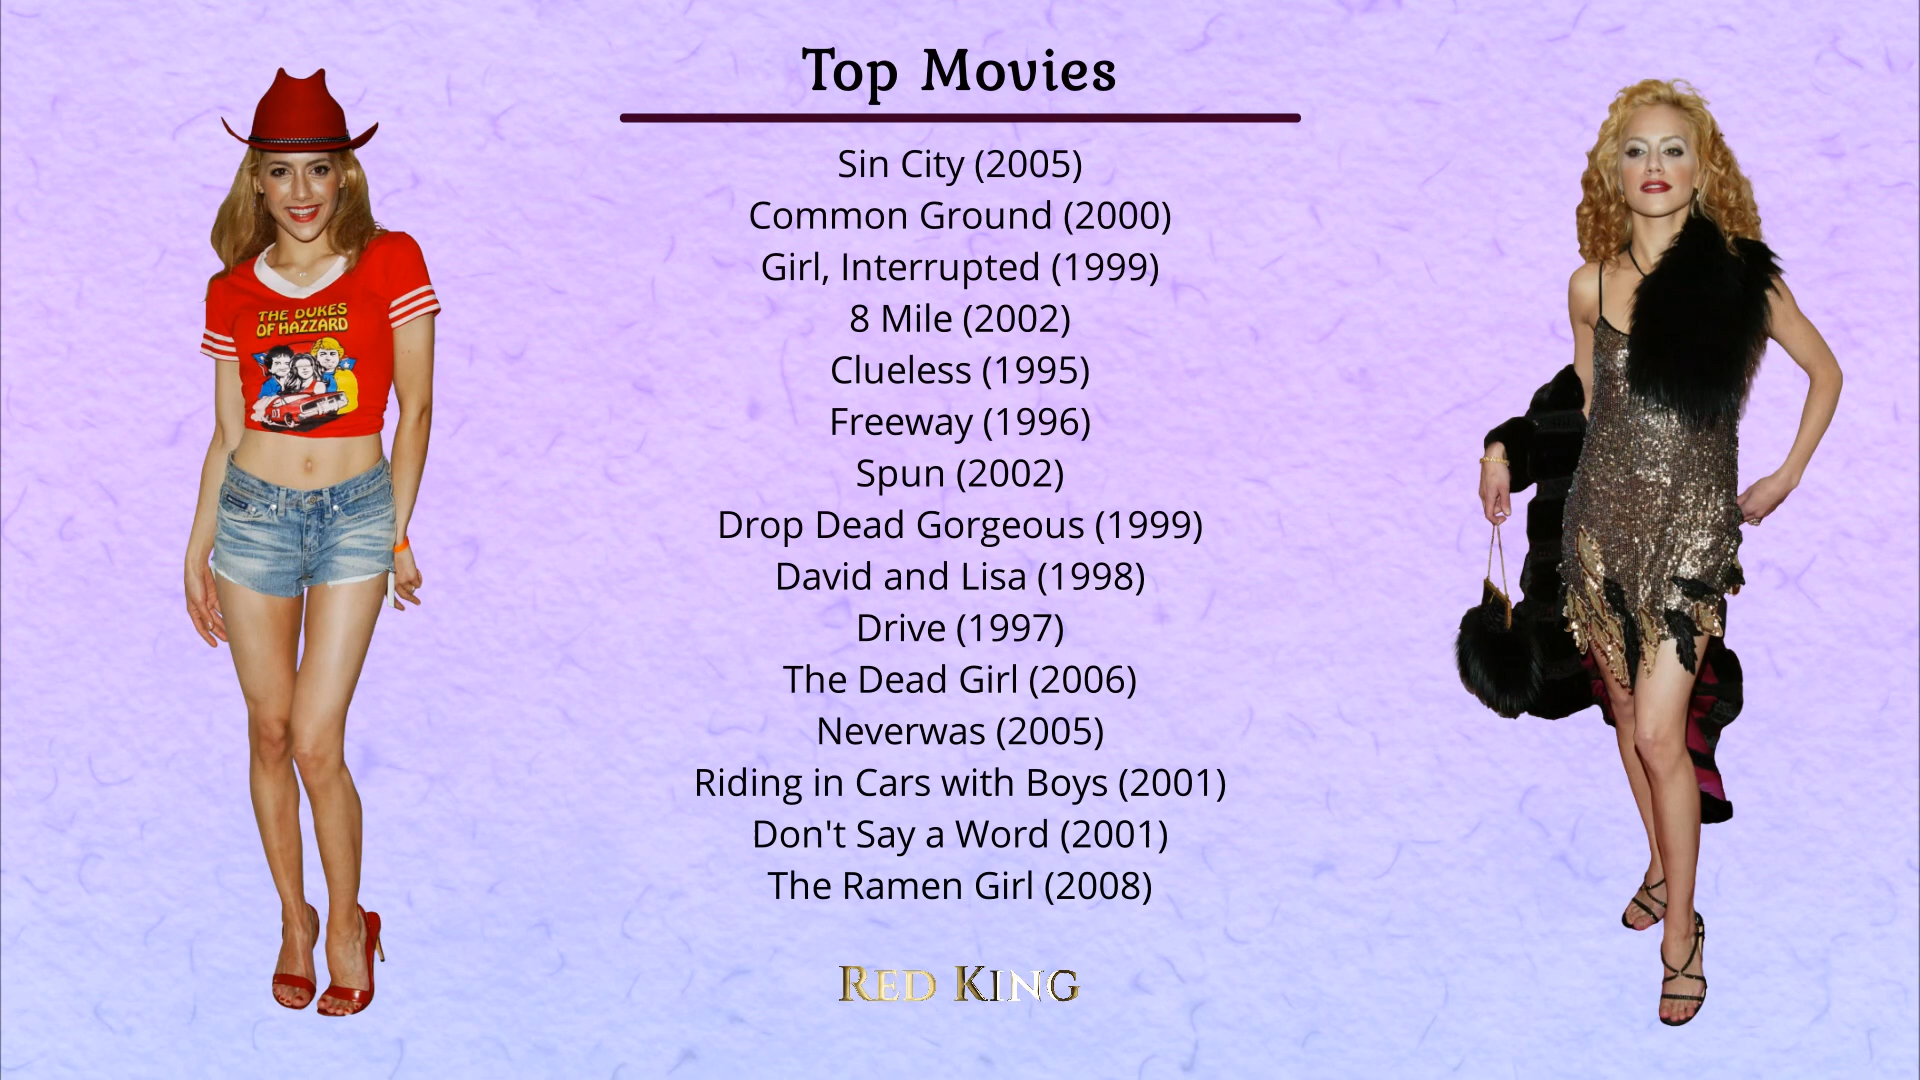 Top Movies
Sin City (2005)
Common Ground (2000)
Girl, Interrupted (1999)
8 Mile (2002)
Clueless (1995)
Freeway (1996)
Spun (2002)
Drop Dead Gorgeous (1999)
David and Lisa (1998)
Drive (1997)
The Dead Girl (2006)
Neverwas (2005)
Riding in Cars with Boys (2001)
Don't Say a Word (2001)
The Ramen Girl (2008)
THE DUKES
OF HAZZARD
01
RED KING